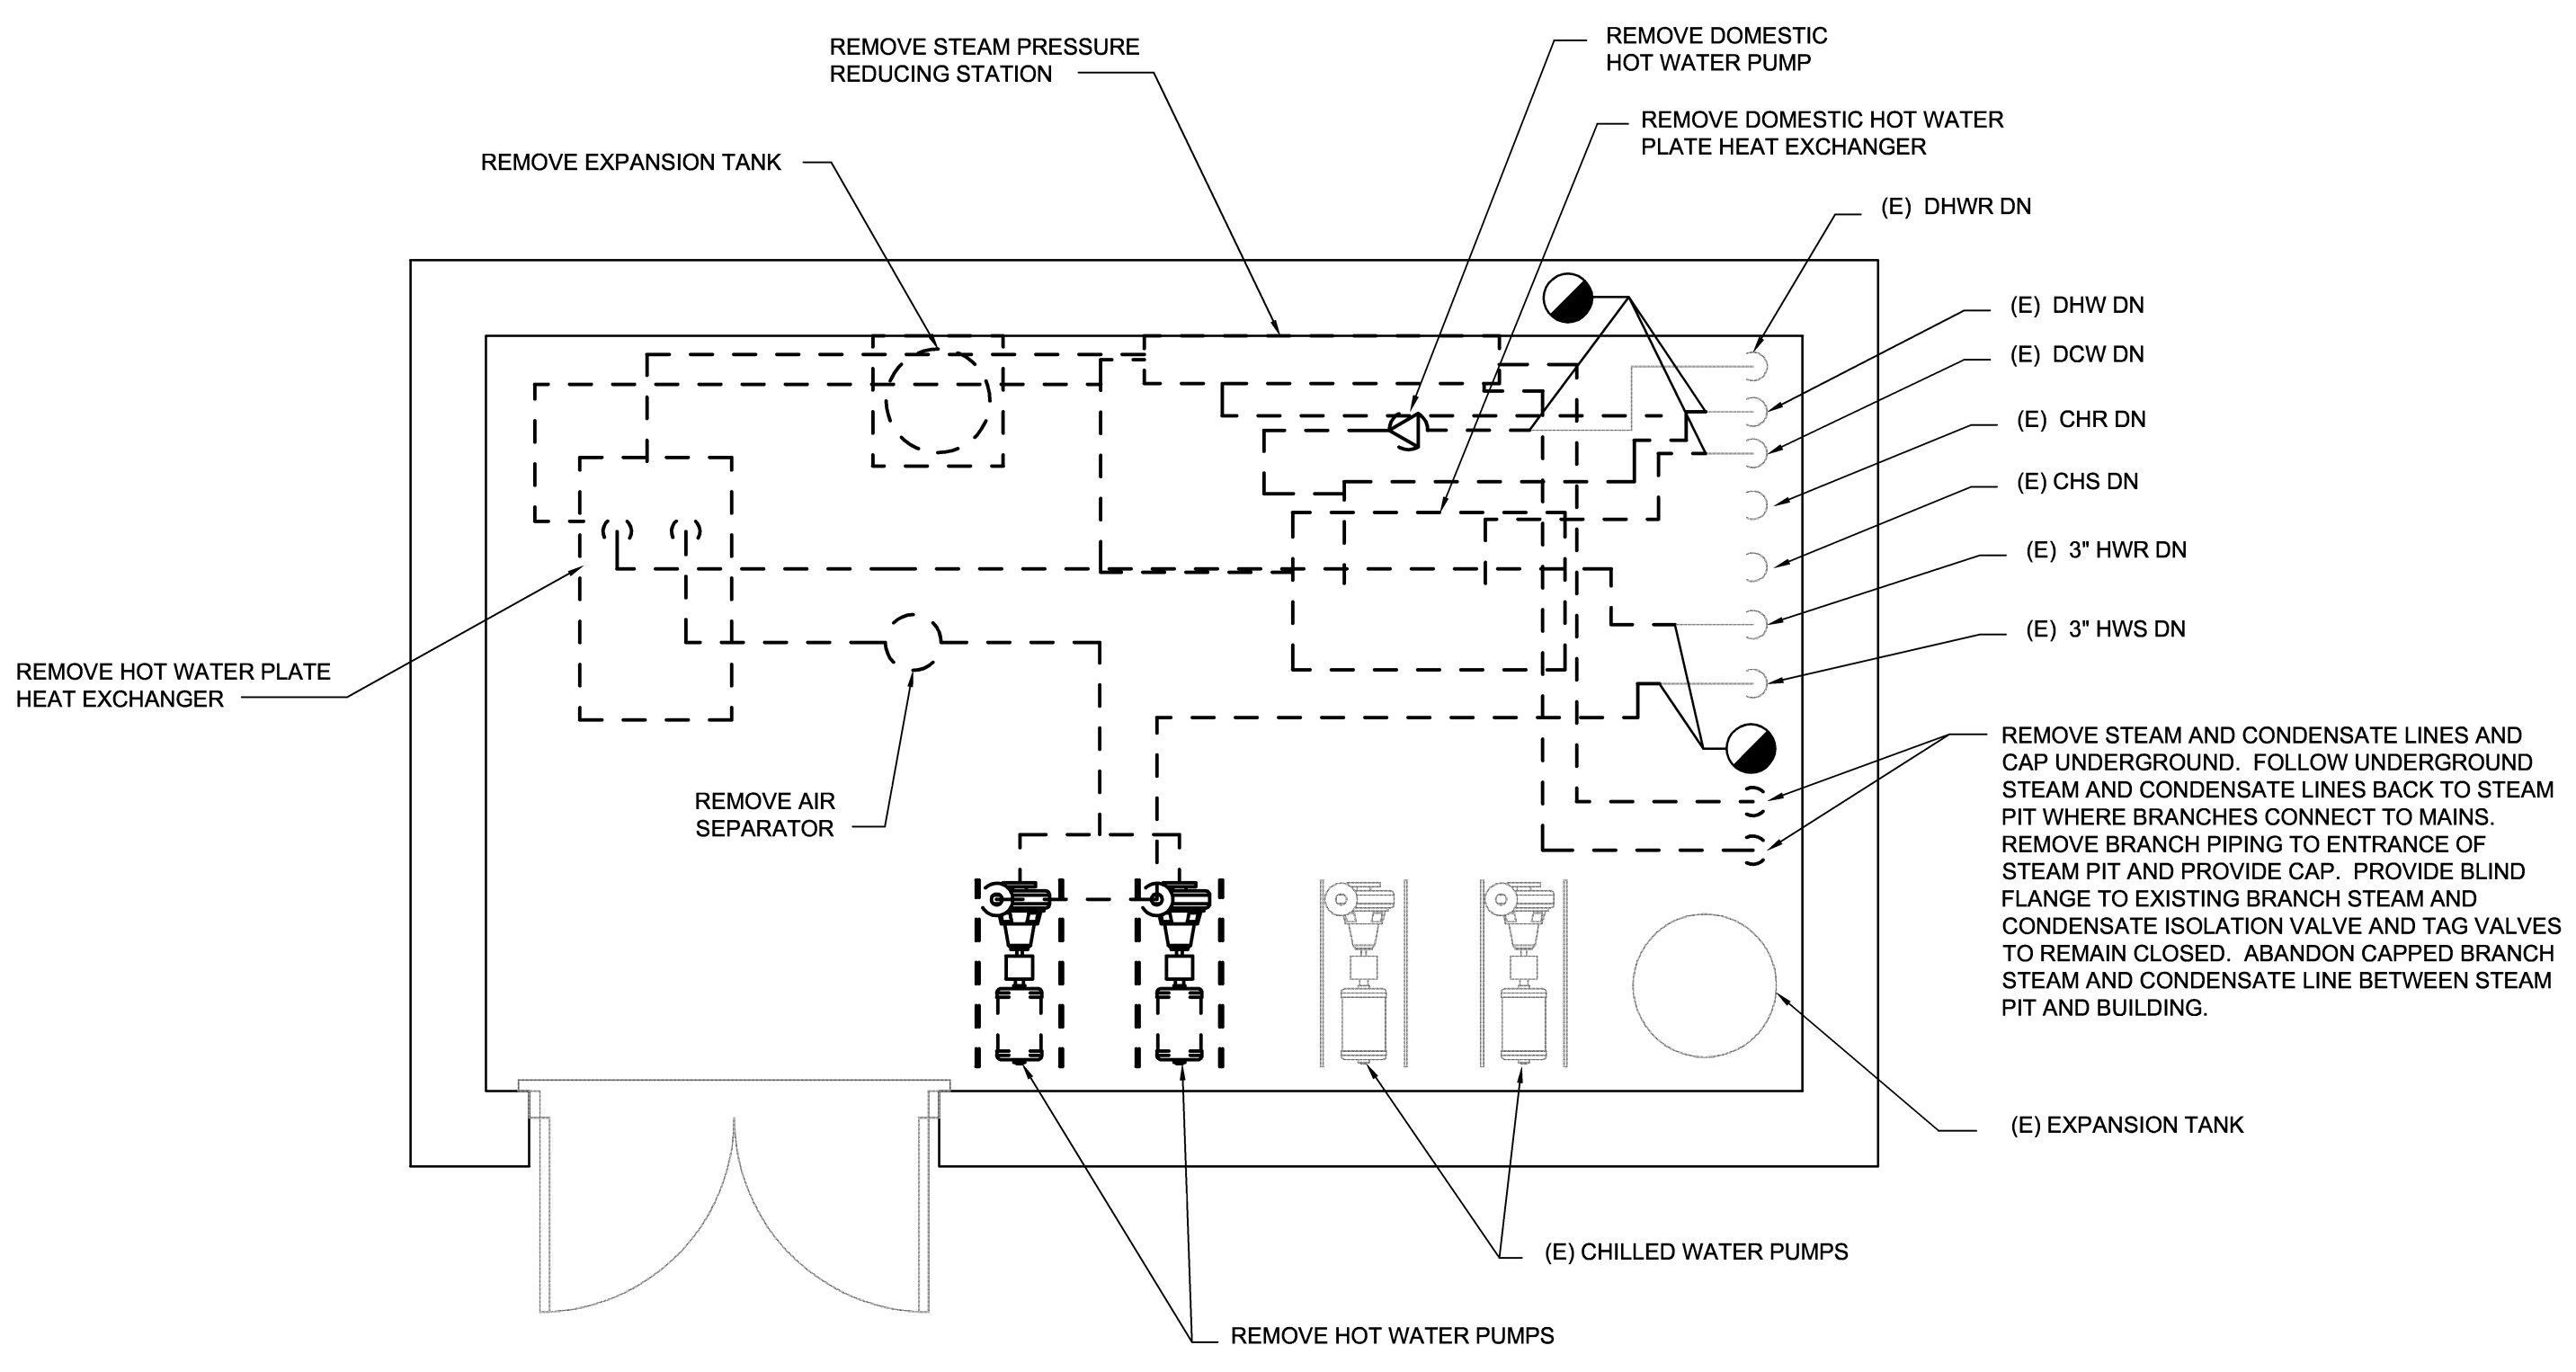 REMOVE STEAM PRESSURE
REDUCING STATION
REMOVE DOMESTIC
HOT WATER PUMP
REMOVE DOMESTIC HOT WATER
PLATE HEAT EXCHANGER
REMOVE EXPANSION TANK
(E) DHWR DN
(E) DHW DN
(E) DCW DN
(E) CHR DN
(E) CHS DN
(E) 3" HWR DN
(E) 3" HWS DN
REMOVE HOT WATER PLATE
HEAT EXCHANGER
REMOVE AIR
SEPARATOR
REMOVE STEAM AND CONDENSATE LINES AND
CAP UNDERGROUND. FOLLOW UNDERGROUND
STEAM AND CONDENSATE LINES BACK TO STEAM
PIT WHERE BRANCHES CONNECT TO MAINS.
REMOVE BRANCH PIPING TO ENTRANCE OF
STEAM PIT AND PROVIDE CAP. PROVIDE BLIND
FLANGE TO EXISTING BRANCH STEAM AND
CONDENSATE ISOLATION VALVE AND TAG VALVES
TO REMAIN CLOSED. ABANDON CAPPED BRANCH
STEAM AND CONDENSATE LINE BETWEEN STEAM
PIT AND BUILDING.
(E) EXPANSION TANK
(E) CHILLED WATER PUMPS
REMOVE HOT WATER PUMPS